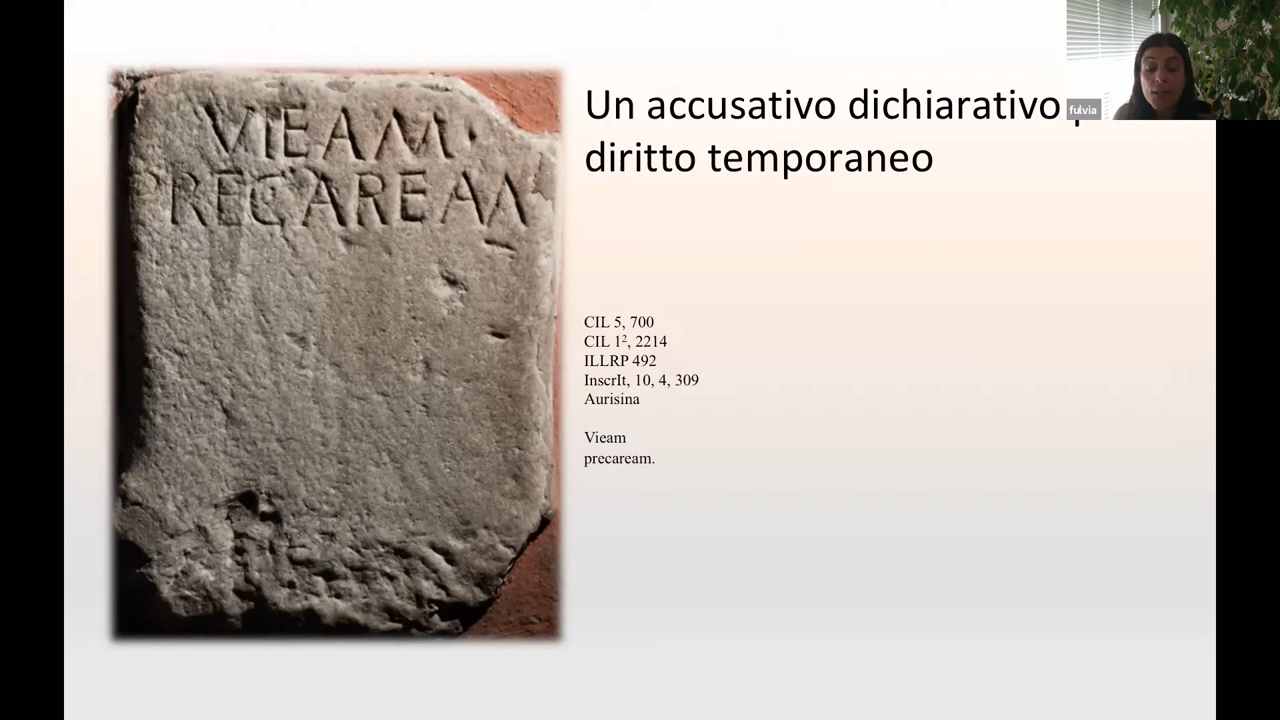 VIEAM·
PRECAREAM
Un accusativo dichiarativo
diritto temporaneo
fulvia
CIL 5, 700
CIL 1², 2214
ILLRP 492
InscrIt, 10, 4, 309
Aurisina
Vieam
precaream.